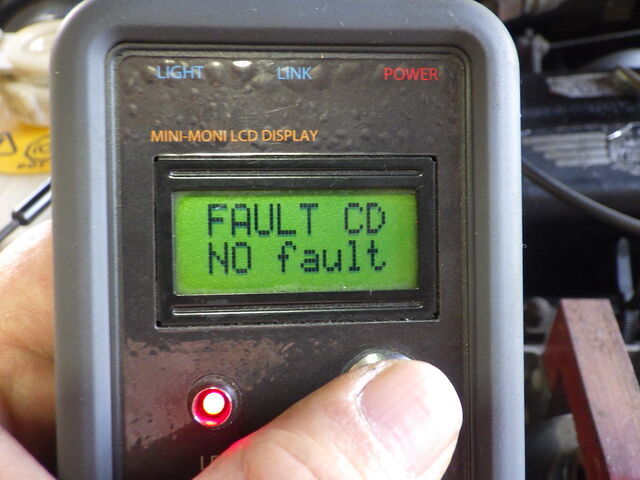 LIGHT LINK POWER
MINI-MONI LCD DISPLAY
FAULT CD
NO fault